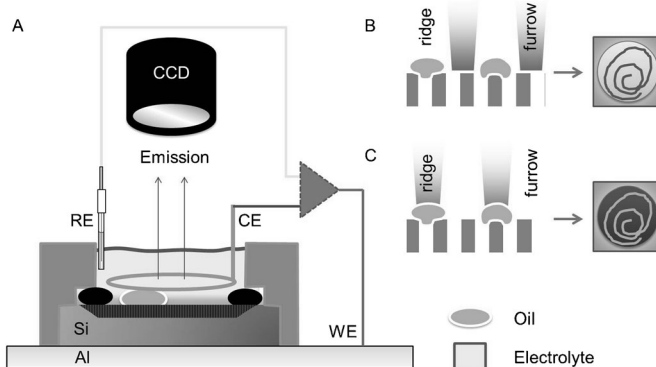 A
CCD
Emission
RE
CE
Si
WE
Al
B
ridge
furrow
C
ridge
furrow
Oil
Electrolyte